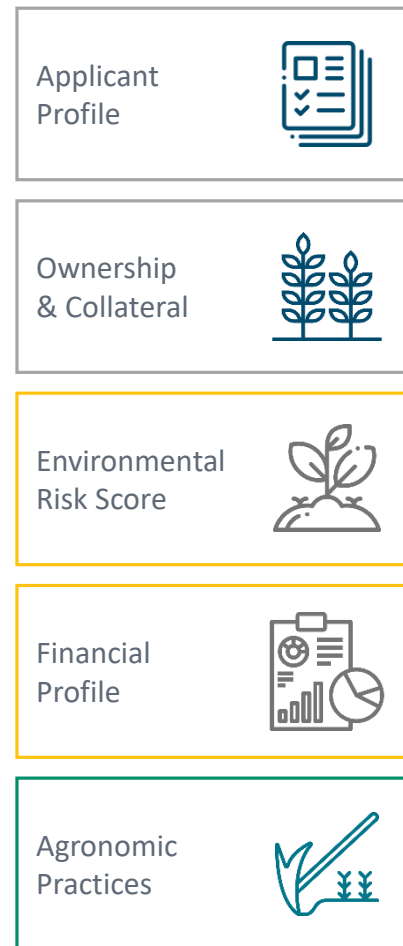 Applicant
Profile
Ownership
& Collateral
Environmental
Risk Score
Financial
Profile
Agronomic
Practices